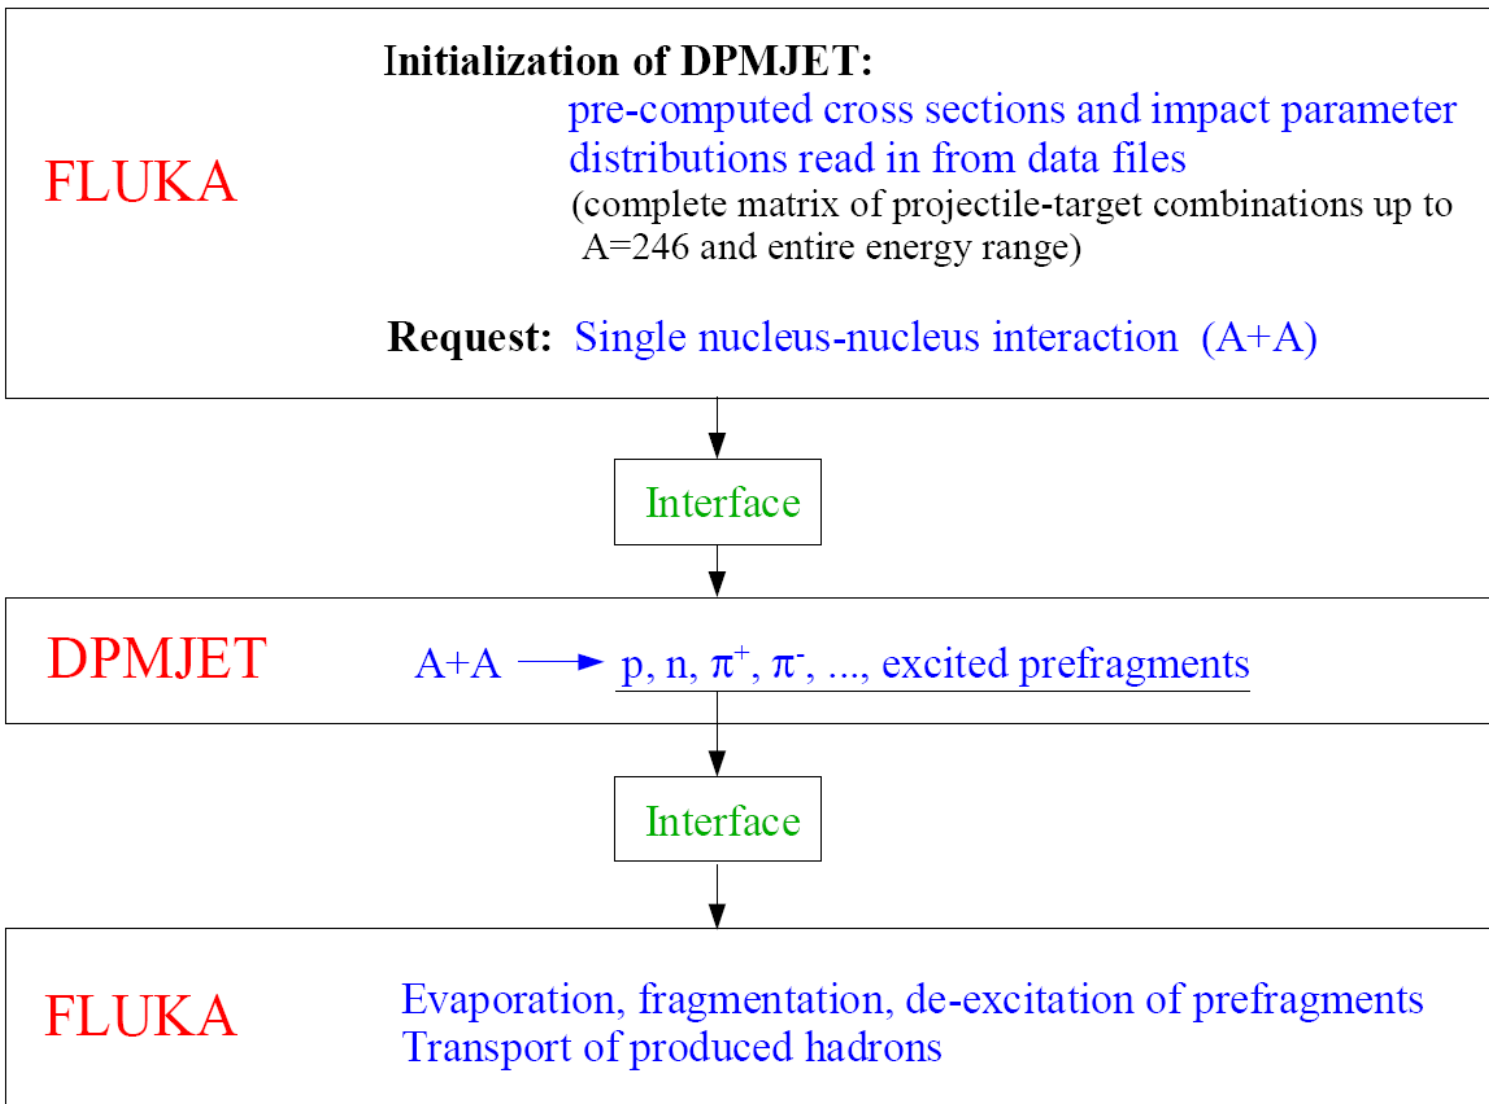 Initialization of DPMJET:
pre-computed cross sections and impact parameter
distributions read in from data files
FLUKA
(complete matrix of projectile-target combinations up to
A=246 and entire energy range)
Request: Single nucleus-nucleus interaction (A+A)
Interface
DPMJET A+A p, n, π⁺, π⁻, ..., excited prefragments
Interface
FLUKA
Evaporation, fragmentation, de-excitation of prefragments
Transport of produced hadrons